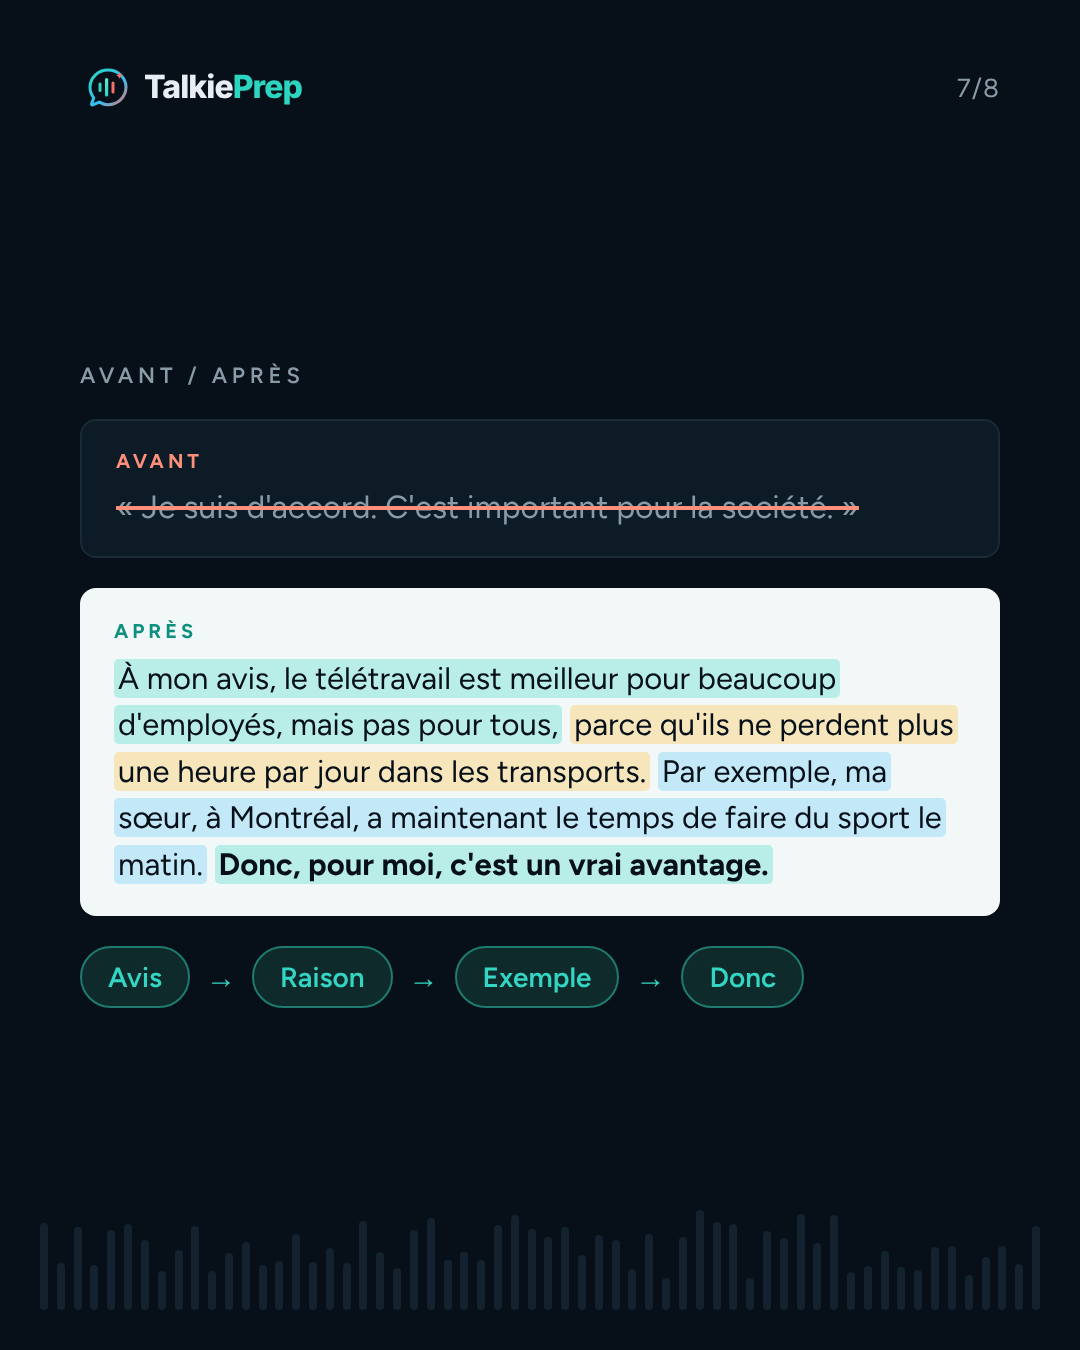 TalkiePrep
7/8
AVANT / APRÈS
AVANT
« Je suis d'accord. C'est important pour la société. »
APRÈS
À mon avis, le télétravail est meilleur pour beaucoup
d'employés, mais pas pour tous, parce qu'ils ne perdent plus
une heure par jour dans les transports. Par exemple, ma
sœur, à Montréal, a maintenant le temps de faire du sport le
matin. Donc, pour moi, c'est un vrai avantage.
Avis → Raison → Exemple → Donc